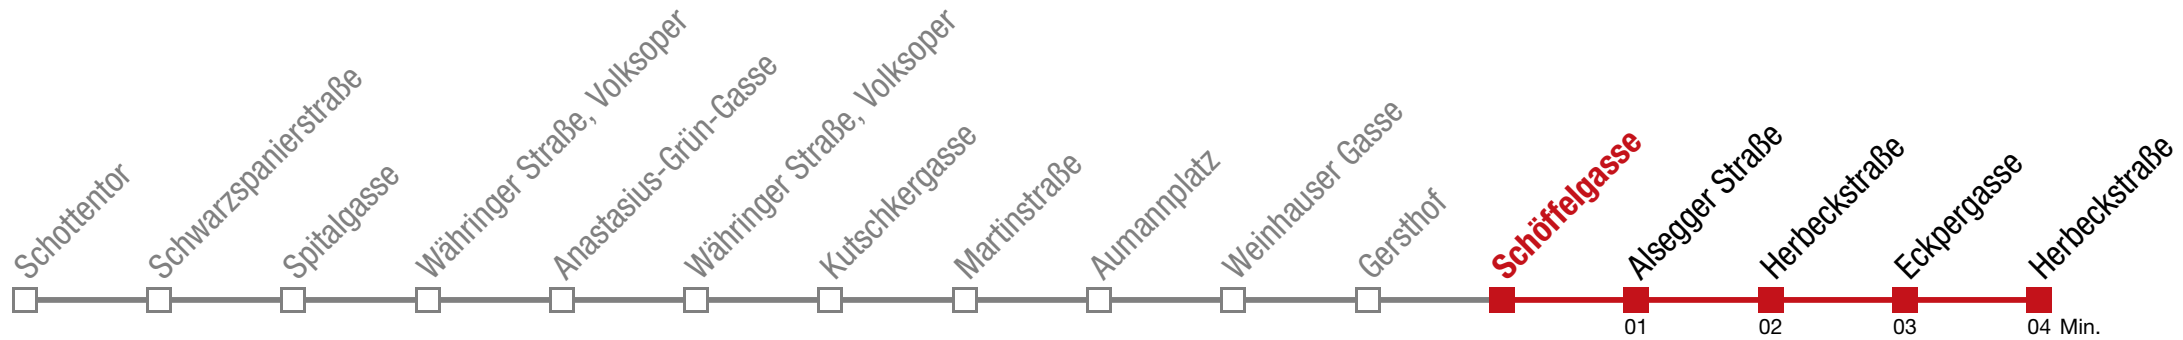 Schottentor
Schwarzspanierstraße
Spitalgasse
Währinger Straße, Volksoper
Anastasius-Grün-Gasse
Währinger Straße, Volksoper
Kutschkergasse
Martinstraße
Aumannplatz
Weinhauser Gasse
Gersthof
Schöffelgasse
Alsegger Straße
Herbeckstraße
Eckpergasse
Herbeckstraße
01 02 03 04 Min.